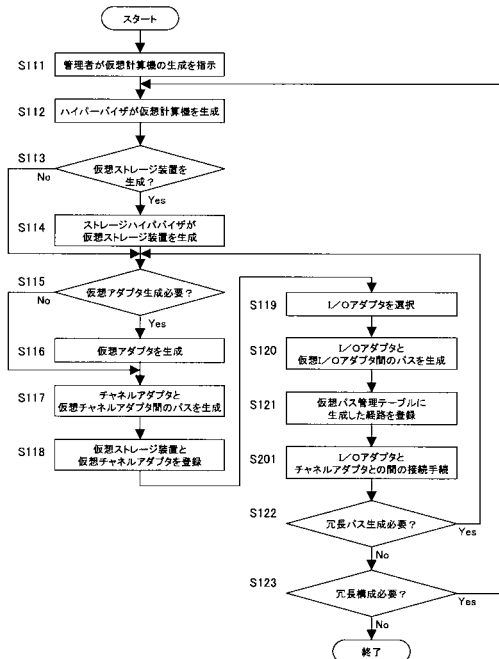 スタート
S111
管理者が仮想計算機の生成を指示
S112
ハイパーバイザが仮想計算機を生成
S113
仮想ストレージ装置を
生成？
No
Yes
S114
ストレージハイパバイザが
仮想ストレージ装置を生成
S115
仮想アダプタ生成必要？
No
Yes
S116
仮想アダプタを生成
S117
チャネルアダプタと
仮想チャネルアダプタ間のパスを生成
S118
仮想ストレージ装置と
仮想チャネルアダプタを登録
S119
I／Oアダプタを選択
S120
I／Oアダプタと
仮想I／Oアダプタ間のパスを生成
S121
仮想パス管理テーブルに
生成した経路を登録
S201
I／Oアダプタと
チャネルアダプタとの間の接続手続
S122
冗長パス生成必要？
Yes
No
S123
冗長構成必要？
Yes
No
終了